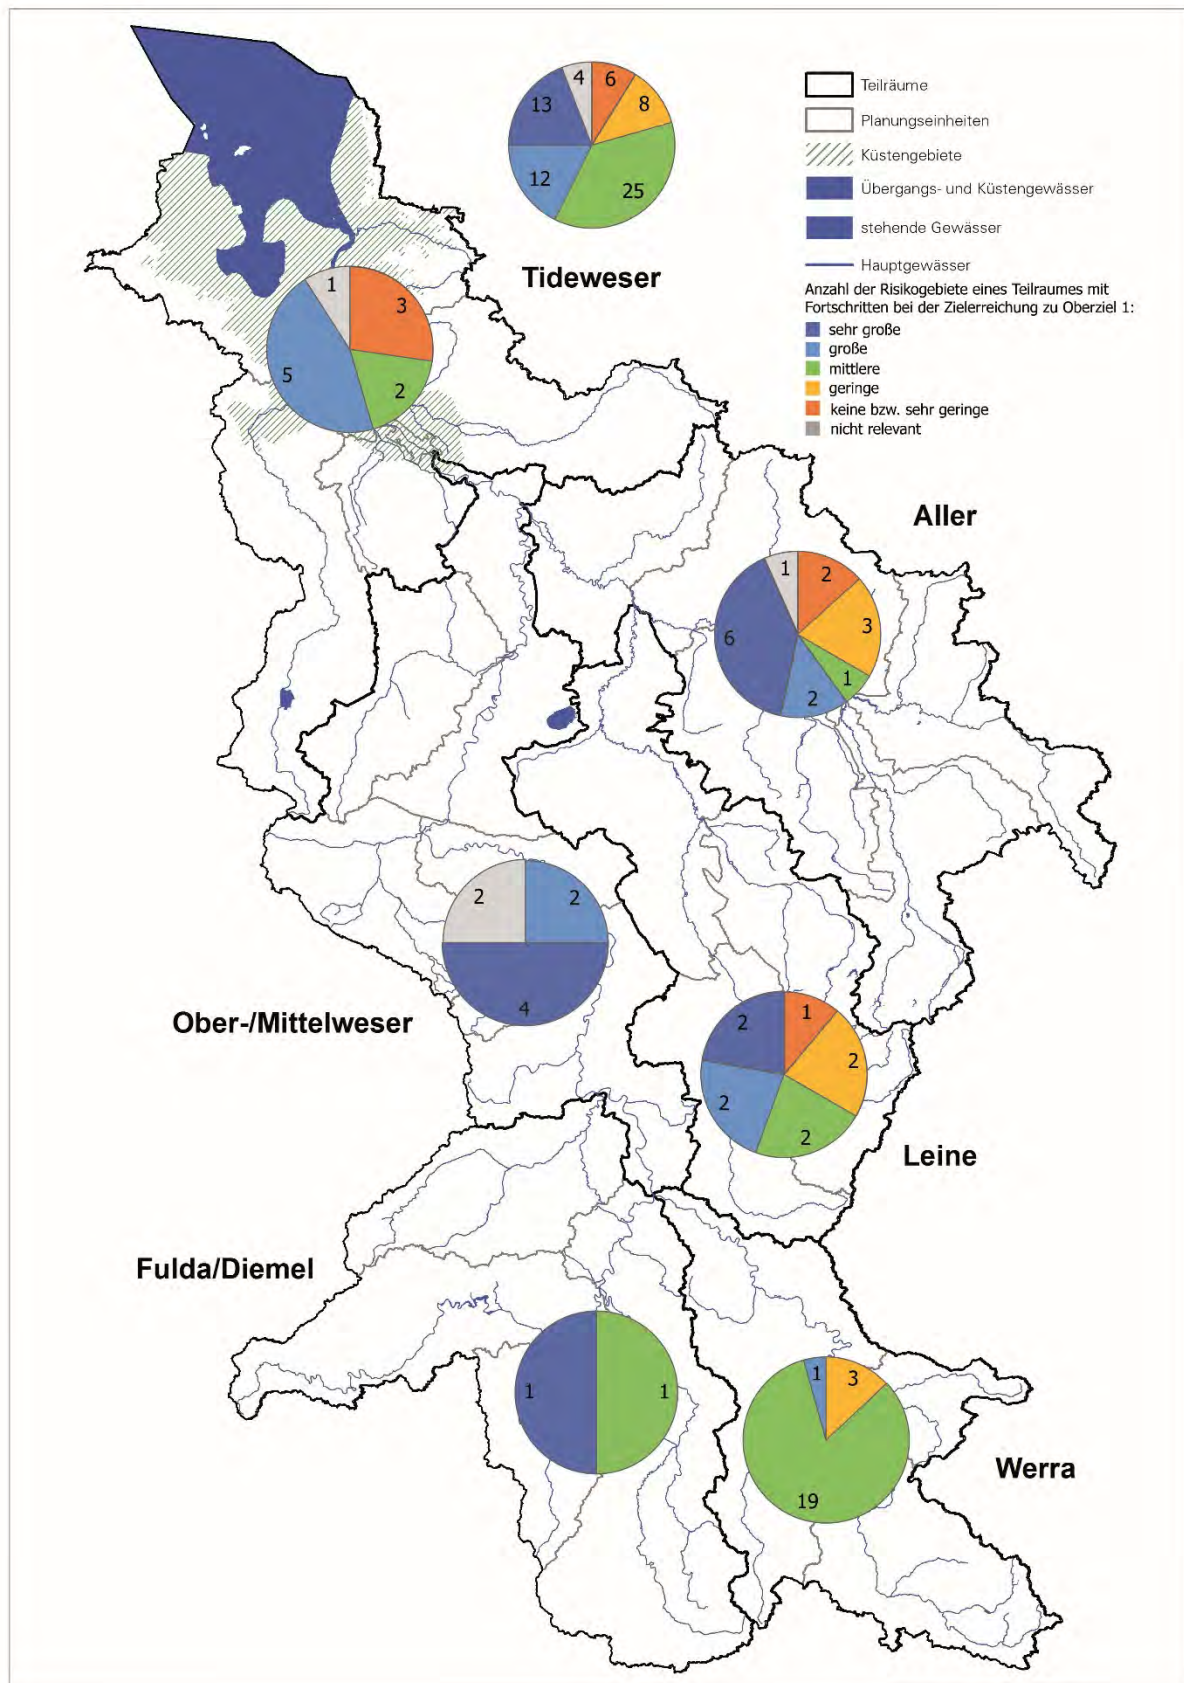 4
6
13
8
12
25
Teilräume
Planungseinheiten
Küstengebiete
Übergangs- und Küstengewässer
stehende Gewässer
Hauptgewässer
Anzahl der Risikogebiete eines Teilraumes mit
Fortschritten bei der Zielerreichung zu Oberziel 1:
sehr große
große
mittlere
geringe
keine bzw. sehr geringe
nicht relevant
Tideweser
1
3
5
2
Aller
1
2
6
3
1
2
2
2
4
Ober-/Mittelweser
2
1
2
2
2
Leine
Fulda/Diemel
1
1
1
3
19
Werra